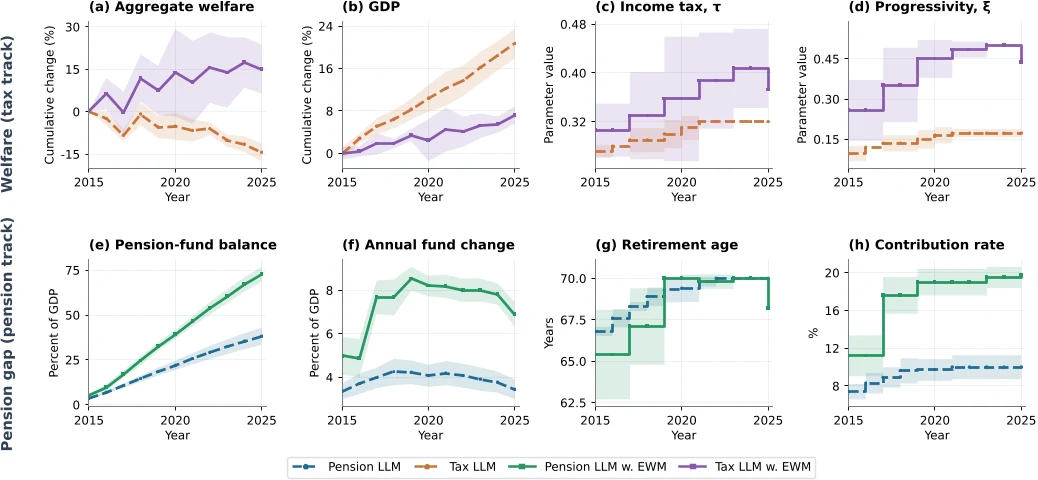 Welfare (tax track)
(a) Aggregate welfare
Cumulative change (%)
30
15
0
-15
2015
2020
2025
Year
(b) GDP
Cumulative change (%)
24
16
8
0
2015
2020
2025
Year
(c) Income tax, τ
Parameter value
0.48
0.40
0.32
2015
2020
2025
Year
(d) Progressivity, ξ
Parameter value
0.45
0.30
0.15
2015
2020
2025
Year
Pension gap (pension track)
(e) Pension-fund balance
Percent of GDP
75
50
25
0
2015
2020
2025
Year
(f) Annual fund change
Percent of GDP
8
6
4
2015
2020
2025
Year
(g) Retirement age
Years
70.0
67.5
65.0
62.5
2015
2020
2025
Year
(h) Contribution rate
%
20
16
12
8
2015
2020
2025
Year
Pension LLM
Tax LLM
Pension LLM w. EWM
Tax LLM w. EWM